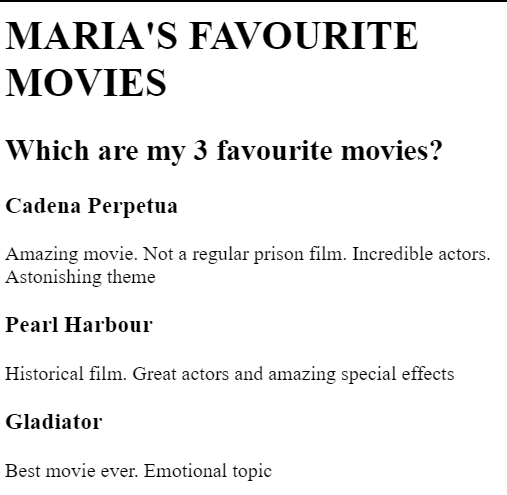 MARIA'S FAVOURITE
MOVIES
Which are my 3 favourite movies?
Cadena Perpetua
Amazing movie. Not a regular prison film. Incredible actors.
Astonishing theme
Pearl Harbour
Historical film. Great actors and amazing special effects
Gladiator
Best movie ever. Emotional topic